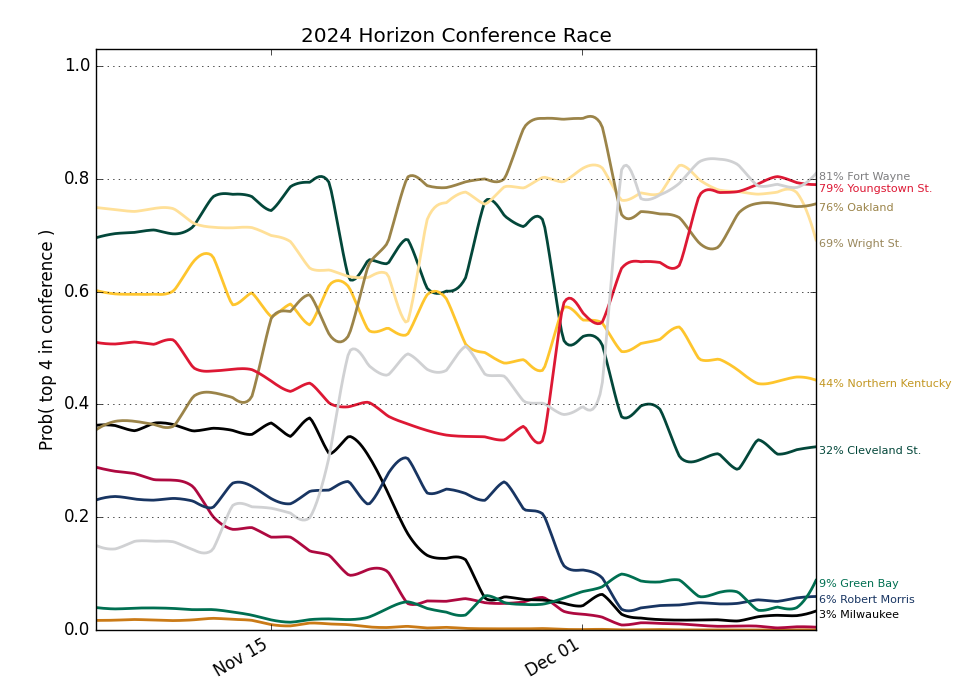 2024 Horizon Conference Race
Prob( top 4 in conference )
1.0
0.8
0.6
0.4
0.2
0.0
Nov 15
Dec 01
81% Fort Wayne
79% Youngstown St.
76% Oakland
69% Wright St.
44% Northern Kentucky
32% Cleveland St.
9% Green Bay
6% Robert Morris
3% Milwaukee